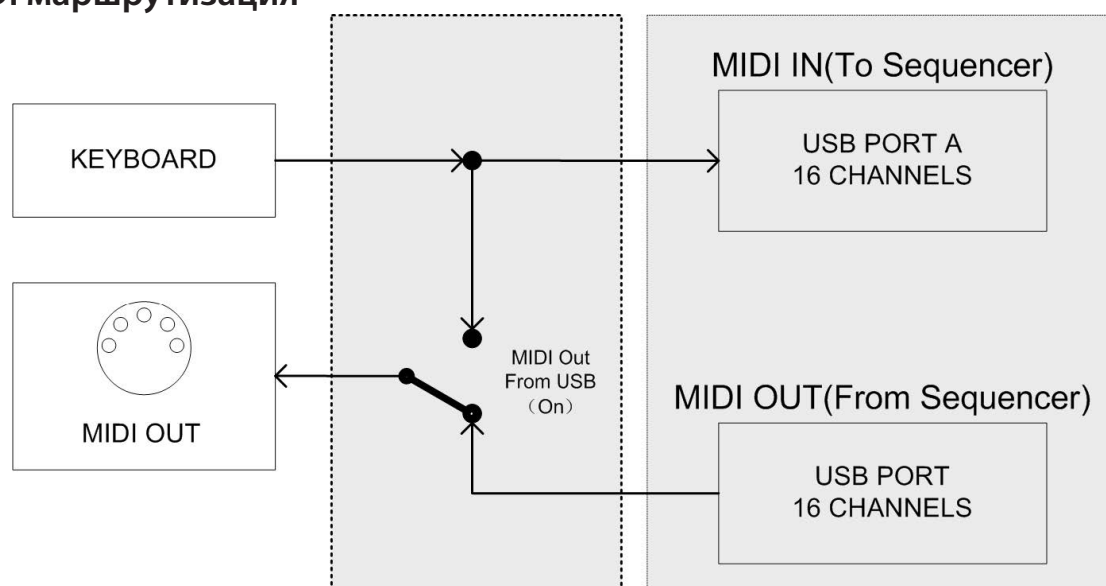 маршрутизация
MIDI IN(To Sequencer)
KEYBOARD
USB PORT A
16 CHANNELS
MIDI OUT
MIDI Out
From USB
（On）
MIDI OUT(From Sequencer)
USB PORT
16 CHANNELS